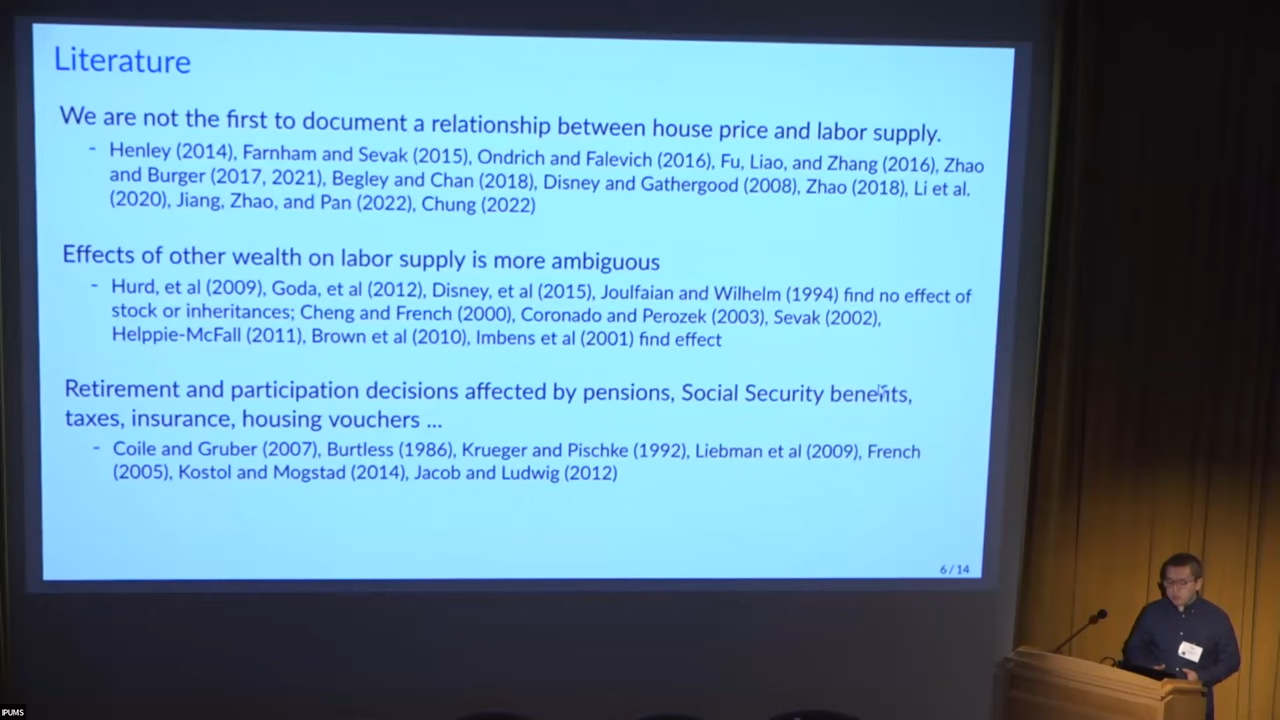 Literature
We are not the first to document a relationship between house price and labor supply.
- Henley (2014), Farnham and Sevak (2015), Ondrich and Falevich (2016), Fu, Liao, and Zhang (2016), Zhao
and Burger (2017, 2021), Begley and Chan (2018), Disney and Gathergood (2008), Zhao (2018), Li et al.
(2020), Jiang, Zhao, and Pan (2022), Chung (2022)
Effects of other wealth on labor supply is more ambiguous
- Hurd, et al (2009), Goda, et al (2012), Disney, et al (2015), Joulfaian and Wilhelm (1994) find no effect of
stock or inheritances; Cheng and French (2000), Coronado and Perozek (2003), Sevak (2002),
Helppie-McFall (2011), Brown et al (2010), Imbens et al (2001) find effect
Retirement and participation decisions affected by pensions, Social Security benefits,
taxes, insurance, housing vouchers ...
- Coile and Gruber (2007), Burtless (1986), Krueger and Pischke (1992), Liebman et al (2009), French
(2005), Kostol and Mogstad (2014), Jacob and Ludwig (2012)
6 / 14
IPUMS